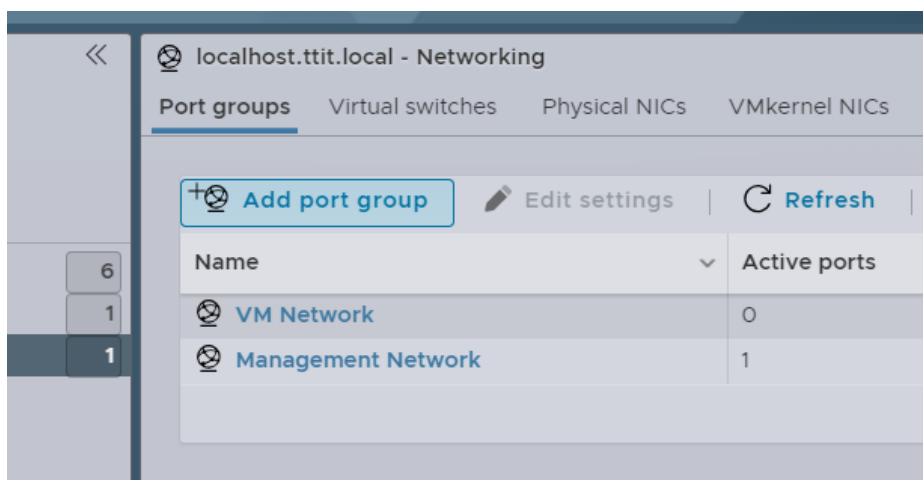 localhost.ttit.local - Networking
Port groups Virtual switches Physical NICs VMkernel NICs
Add port group Edit settings Refresh
Name Active ports
6
VM Network 0
1
Management Network 1
1